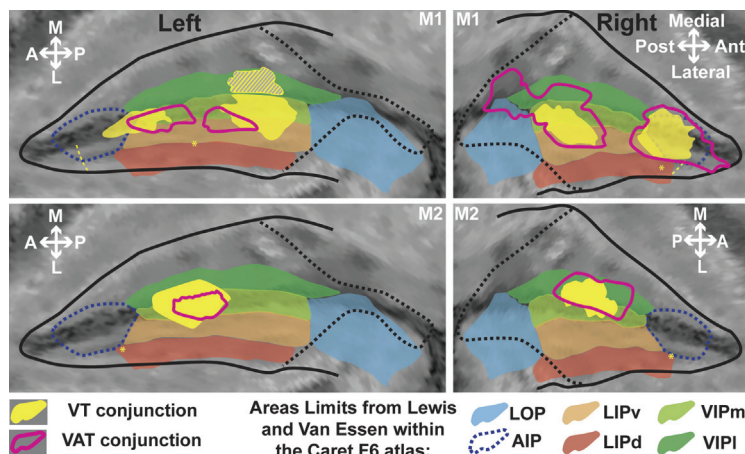 Left
M1
M
A P
L
M1
Right
Medial
Post Ant
Lateral
M2
M
A P
L
M2
M
P A
L
VT conjunction
VAT conjunction
Areas Limits from Lewis
and Van Essen within
the Caret F6 atlas:
LOP
AIP
LIPv
LIPd
VIPm
VIPl